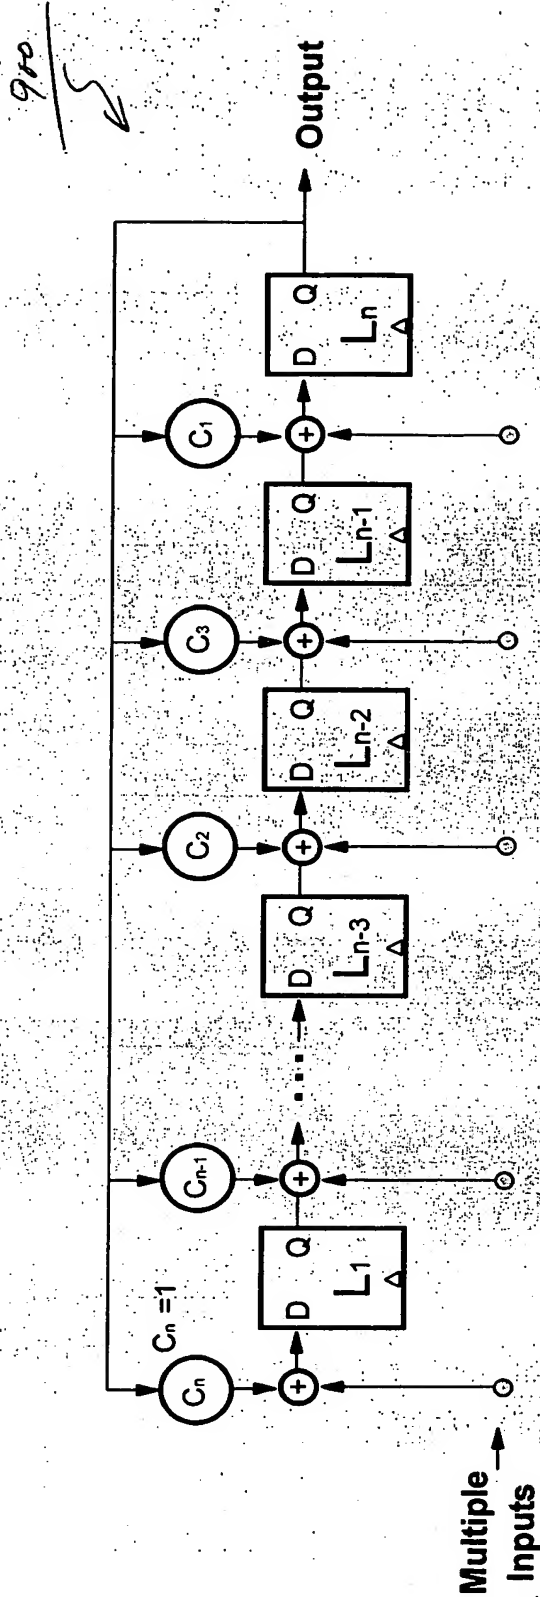 900
Cₙ
Cₙ = 1
Cₙ₋₁
C₂
C₃
C₁
D Q
L₁
....
D Q
Lₙ₋₃
D Q
Lₙ₋₂
D Q
Lₙ₋₁
D Q
Lₙ
+
+
+
+
+
Output
Multiple
Inputs